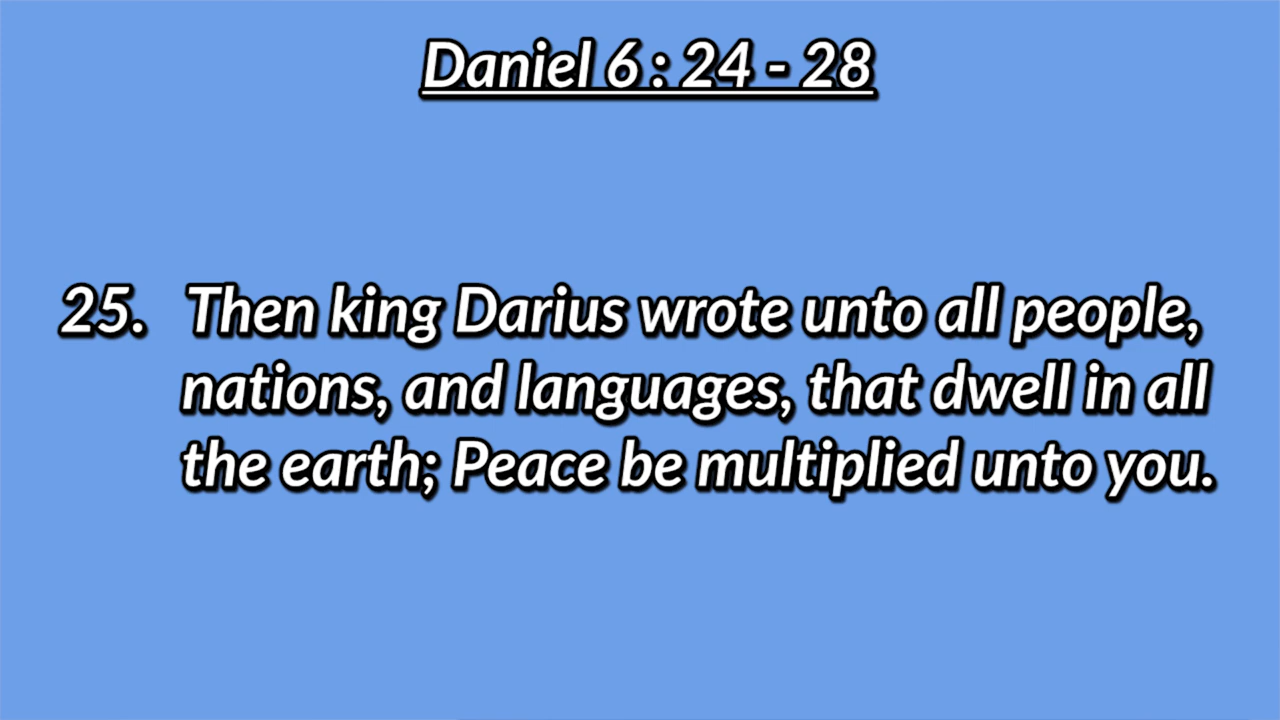 Daniel 6 : 24 - 28
25. Then king Darius wrote unto all people,
nations, and languages, that dwell in all
the earth; Peace be multiplied unto you.